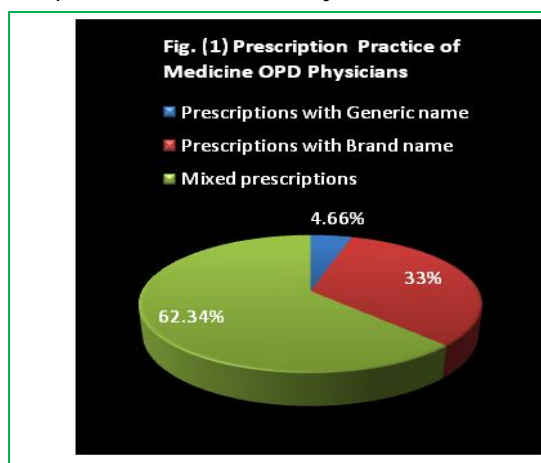 Fig. (1) Prescription Practice of
Medicine OPD Physicians
Prescriptions with Generic name
Prescriptions with Brand name
Mixed prescriptions
4.66%
33%
62.34%